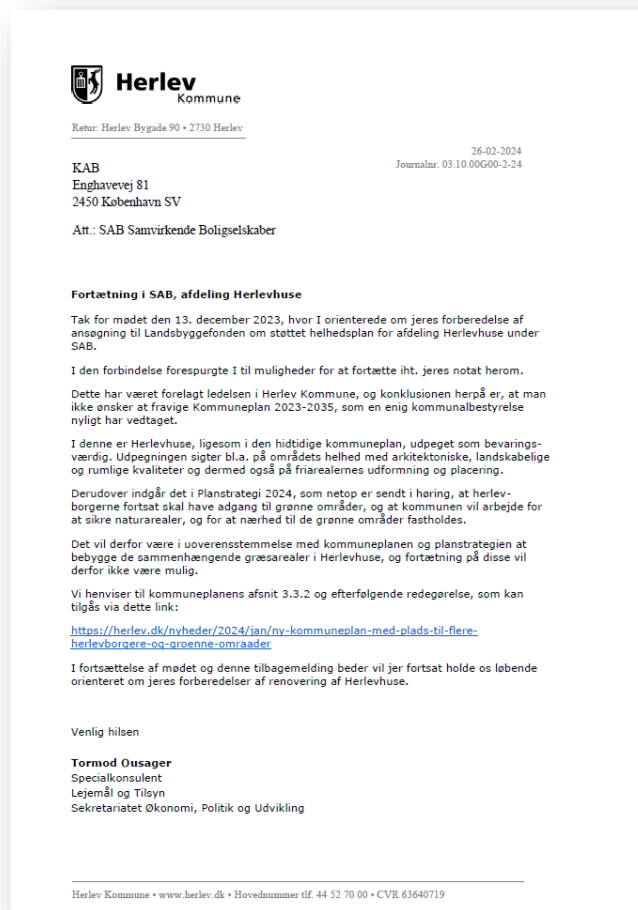 Herlev
Kommune
Retur: Herlev Bygade 90 • 2730 Herlev
26-02-2024
Journalnr. 03.10.00G00-2-24
KAB
Enghavevej 81
2450 København SV
Att.: SAB Samvirkende Boligselskaber
Fortætning i SAB, afdeling Herlevhuse
Tak for mødet den 13. december 2023, hvor I orienterede om jeres forberedelse af
ansøgning til Landsbyggefonden om støttet helhedsplan for afdeling Herlevhuse under
SAB.
I den forbindelse forespurgte I til muligheder for at fortætte iht. jeres notat herom.
Dette har været forelagt ledelsen i Herlev Kommune, og konklusionen herpå er, at man
ikke ønsker at fravige Kommuneplan 2023-2035, som en enig kommunalbestyrelse
nyligt har vedtaget.
I denne er Herlevhuse, ligesom i den hidtidige kommuneplan, udpeget som bevarings-
værdig. Udpegningen sigter bl.a. på områdets helhed med arkitektoniske, landskabelige
og rumlige kvaliteter og dermed også på friarealernes udformning og placering.
Derudover indgår det i Planstrategi 2024, som netop er sendt i høring, at herlev-
borgerne fortsat skal have adgang til grønne områder, og at kommunen vil arbejde for
at sikre naturarealer, og for at nærhed til de grønne områder fastholdes.
Det vil derfor være i uoverensstemmelse med kommuneplanen og planstrategien at
bebygge de sammenhængende græsarealer i Herlevhuse, og fortætning på disse vil
derfor ikke være mulig.
Vi henviser til kommuneplanens afsnit 3.3.2 og efterfølgende redegørelse, som kan
tilgås via dette link:
https://herlev.dk/nyheder/2024/jan/ny-kommuneplan-med-plads-til-flere-
herlevborgere-og-groenne-omraader
I fortsættelse af mødet og denne tilbagemelding beder vil jer fortsat holde os løbende
orienteret om jeres forberedelser af renovering af Herlevhuse.
Venlig hilsen
Tormod Ousager
Specialkonsulent
Lejemål og Tilsyn
Sekretariatet Økonomi, Politik og Udvikling
Herlev Kommune • www.herlev.dk • Hovednummer tlf. 44 52 70 00 • CVR 63640719